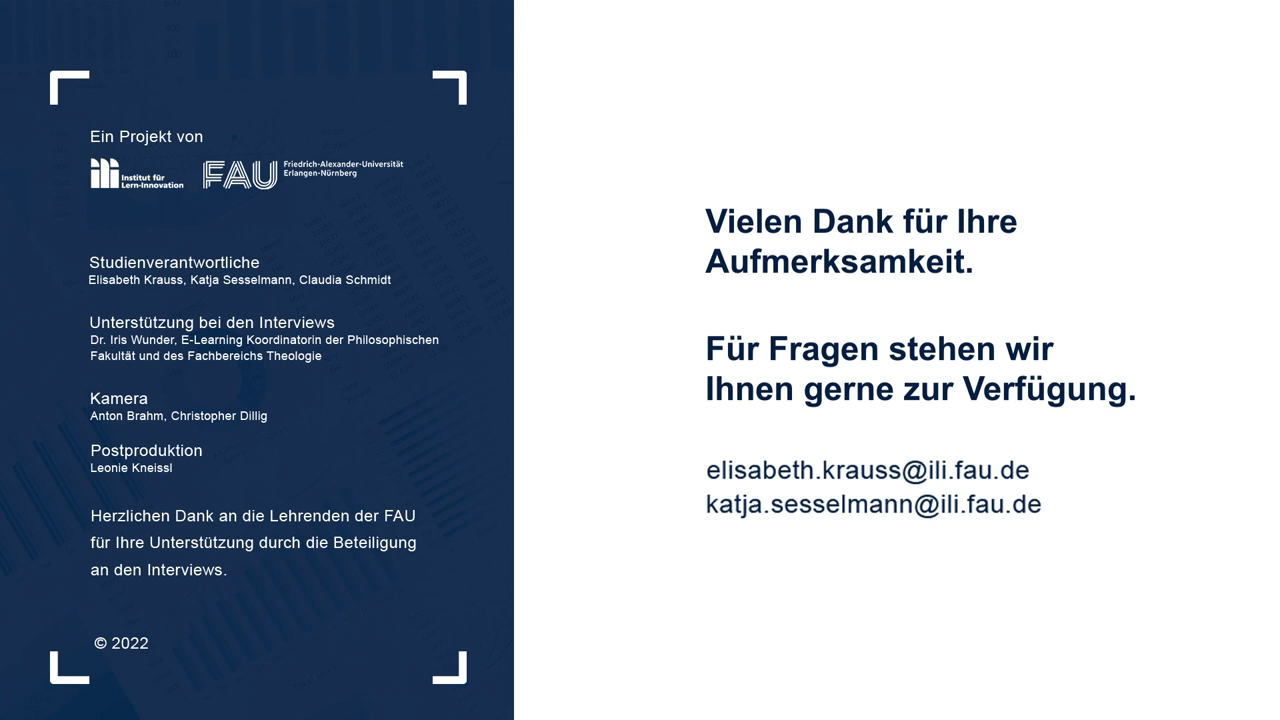 Ein Projekt von
ili Institut für
Lern-Innovation
FAU Friedrich-Alexander-Universität
Erlangen-Nürnberg
Studienverantwortliche
Elisabeth Krauss, Katja Sesselmann, Claudia Schmidt
Unterstützung bei den Interviews
Dr. Iris Wunder, E-Learning Koordinatorin der Philosophischen
Fakultät und des Fachbereichs Theologie
Kamera
Anton Brahm, Christopher Dillig
Postproduktion
Leonie Kneissl
Herzlichen Dank an die Lehrenden der FAU
für Ihre Unterstützung durch die Beteiligung
an den Interviews.
© 2022
Vielen Dank für Ihre
Aufmerksamkeit.
Für Fragen stehen wir
Ihnen gerne zur Verfügung.
elisabeth.krauss@ili.fau.de
katja.sesselmann@ili.fau.de